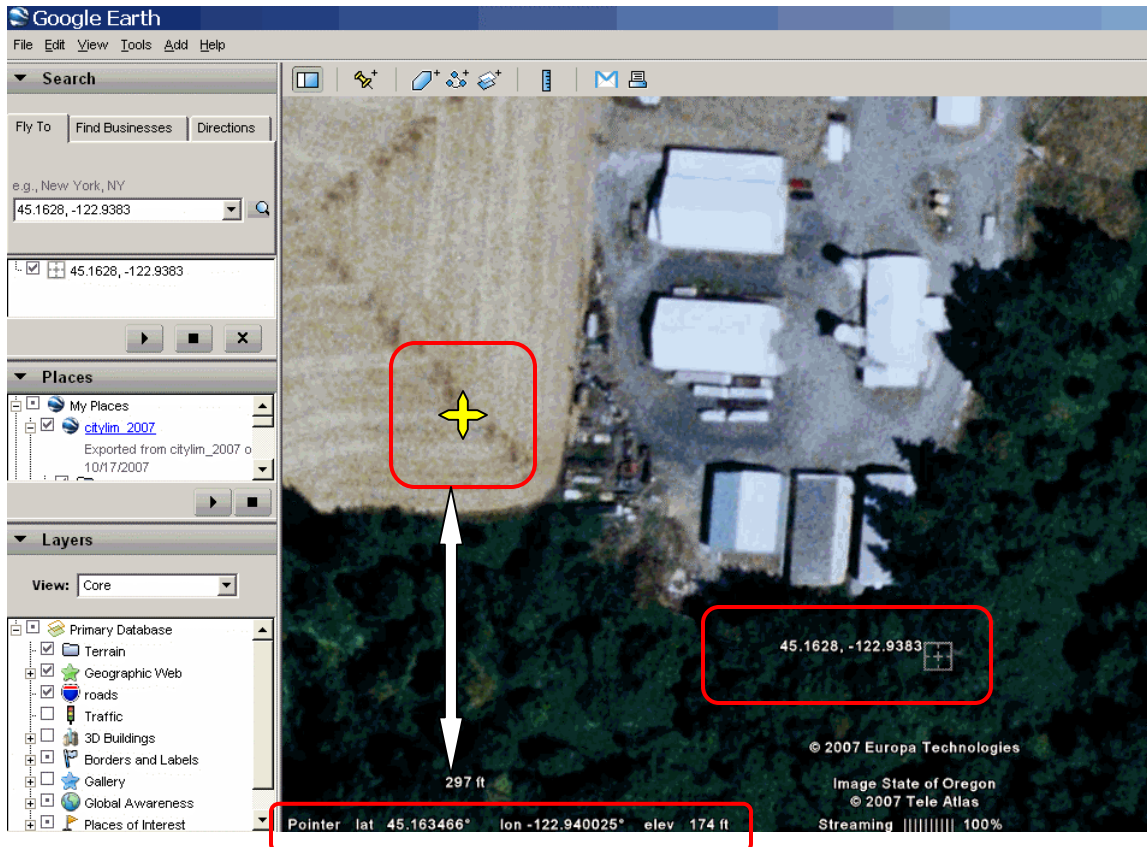 Google Earth
File Edit View Tools Add Help
Search
Fly To Find Businesses Directions
e.g., New York, NY
45.1628, -122.9383
45.1628, -122.9383
Places
My Places
citylim_2007
Exported from citylim_2007 o
10/17/2007
Layers
View: Core
Primary Database
Terrain
Geographic Web
roads
Traffic
3D Buildings
Borders and Labels
Gallery
Global Awareness
Places of Interest
45.1628, -122.9383
© 2007 Europa Technologies
297 ft
Image State of Oregon
© 2007 Tele Atlas
Pointer lat 45.163466° lon -122.940025° elev 174 ft
Streaming |||||||||| 100%